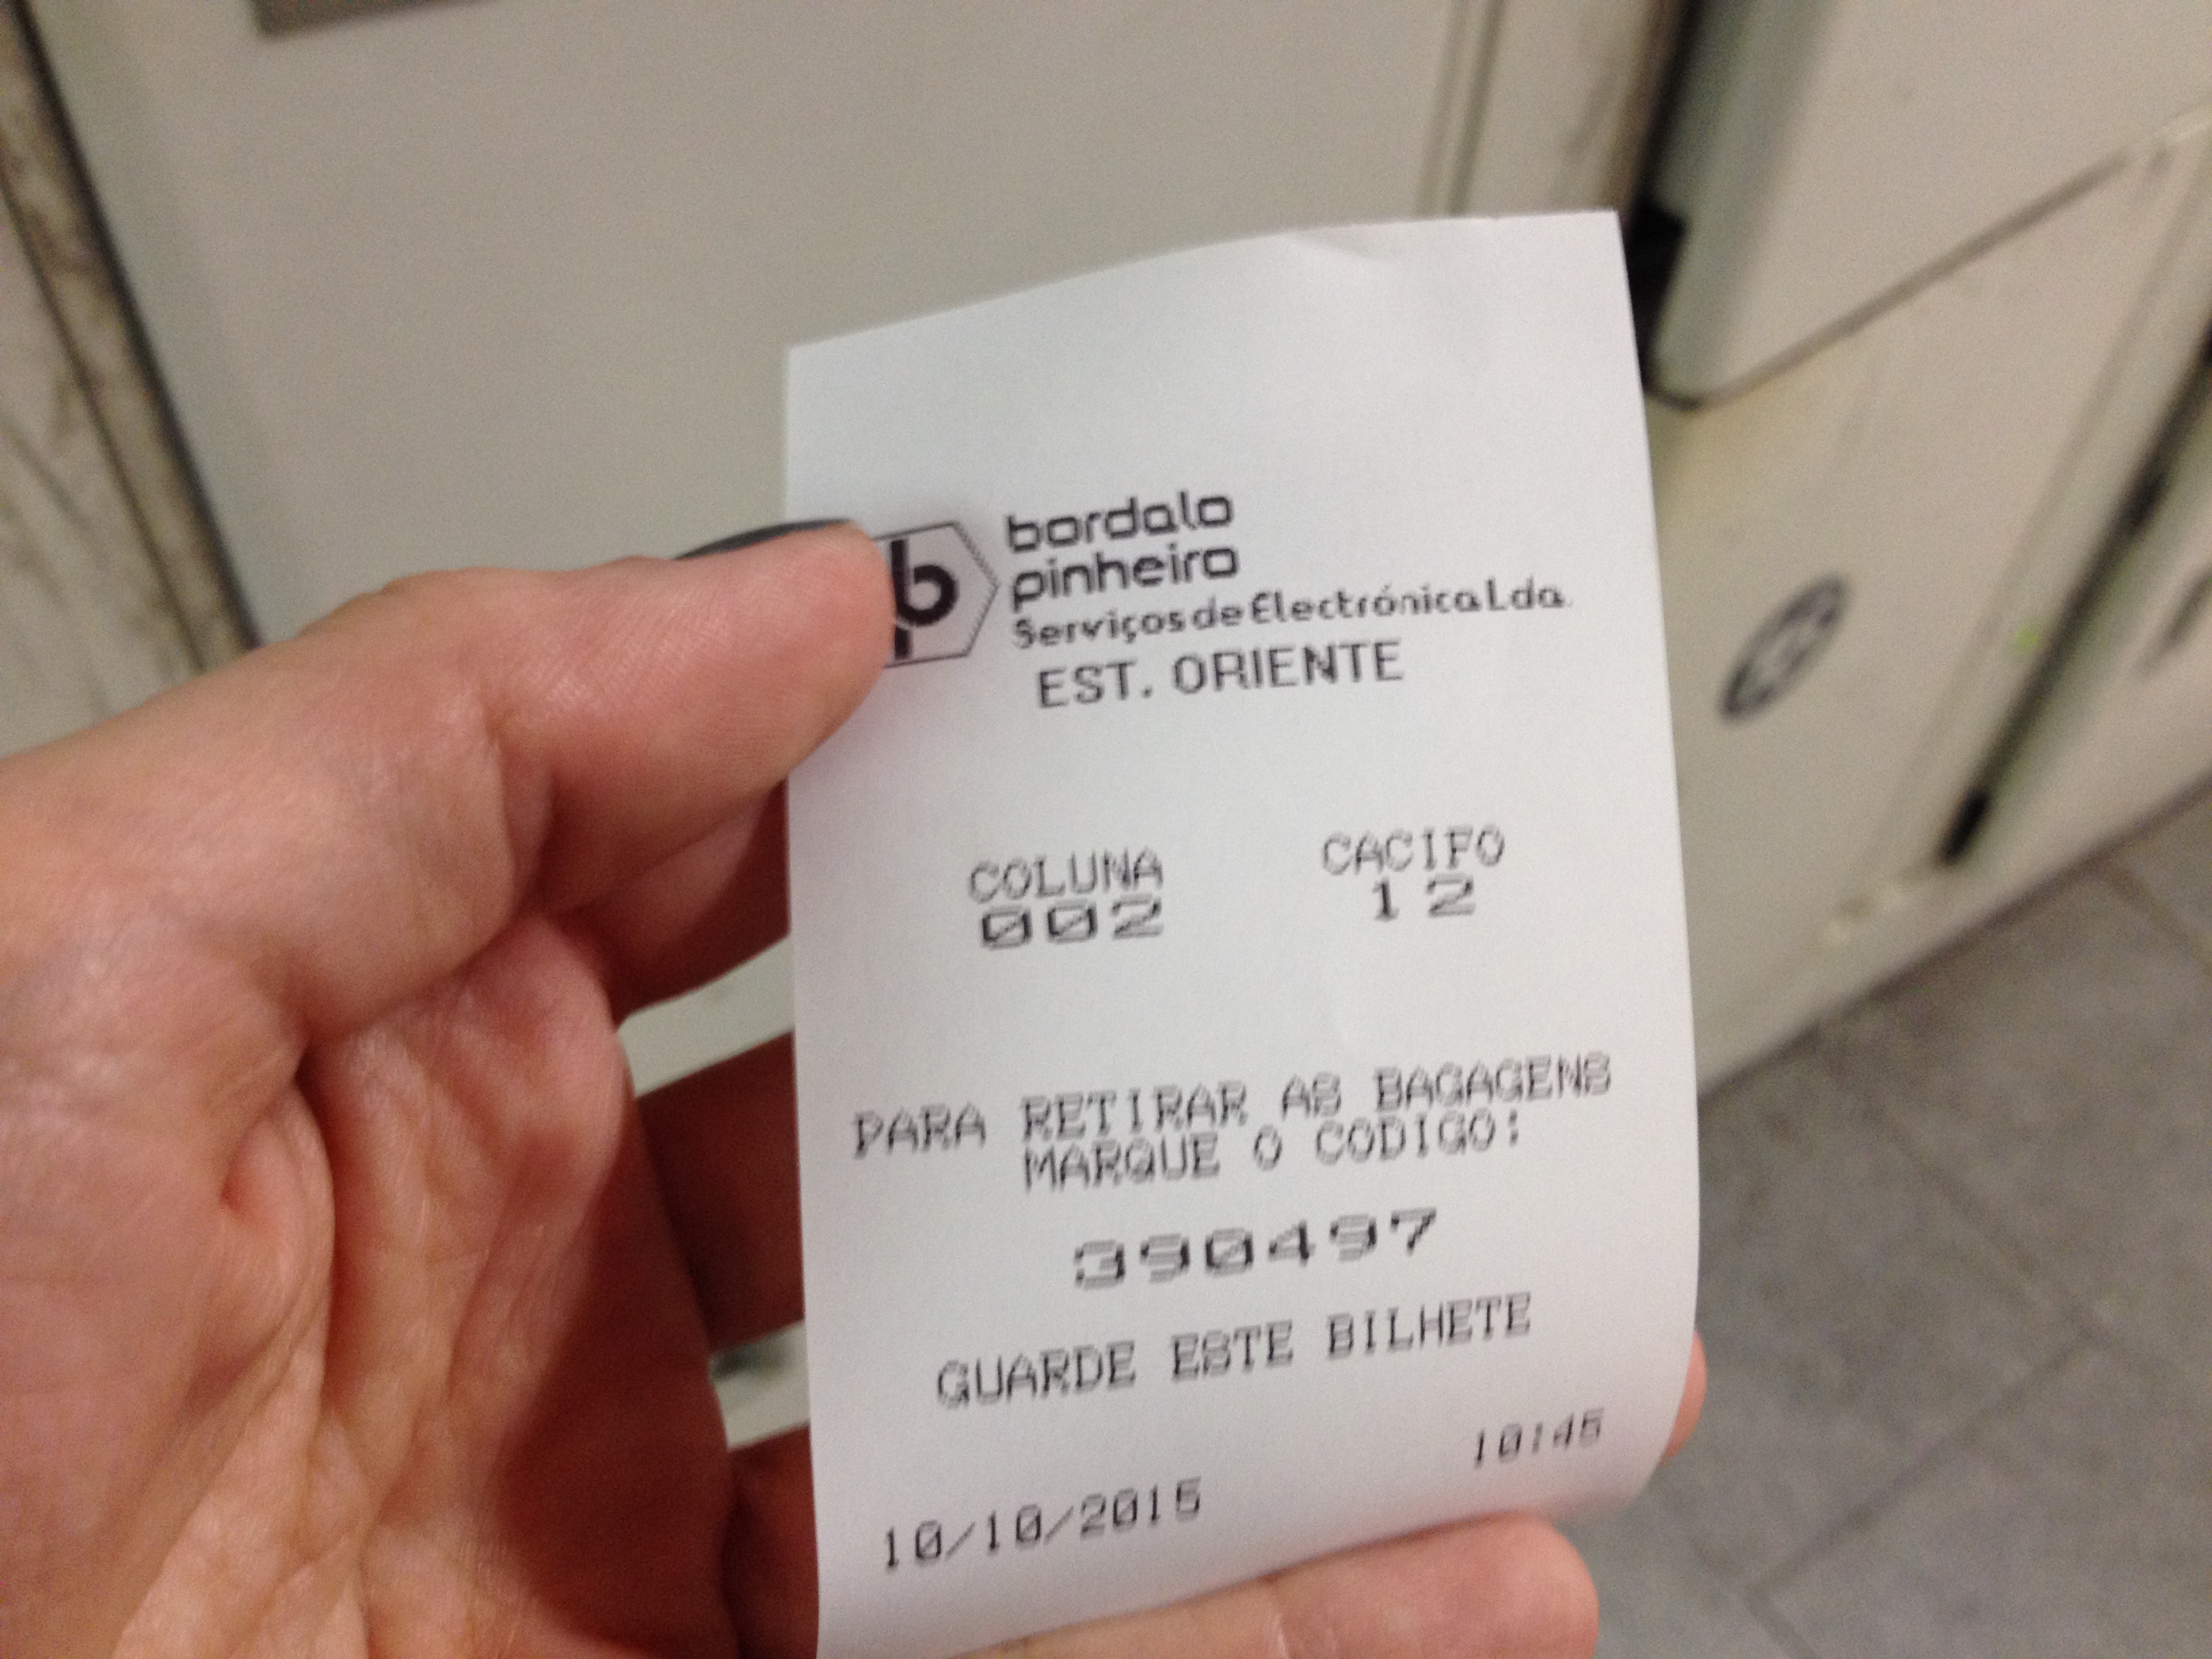 bordalo
pinheiro
Serviços de Electrónica Lda.
EST. ORIENTE
COLUNA CACIFO
002 12
PARA RETIRAR AS BAGAGENS
MARQUE O CODIGO:
390497
GUARDE ESTE BILHETE
10/10/2015 10:45